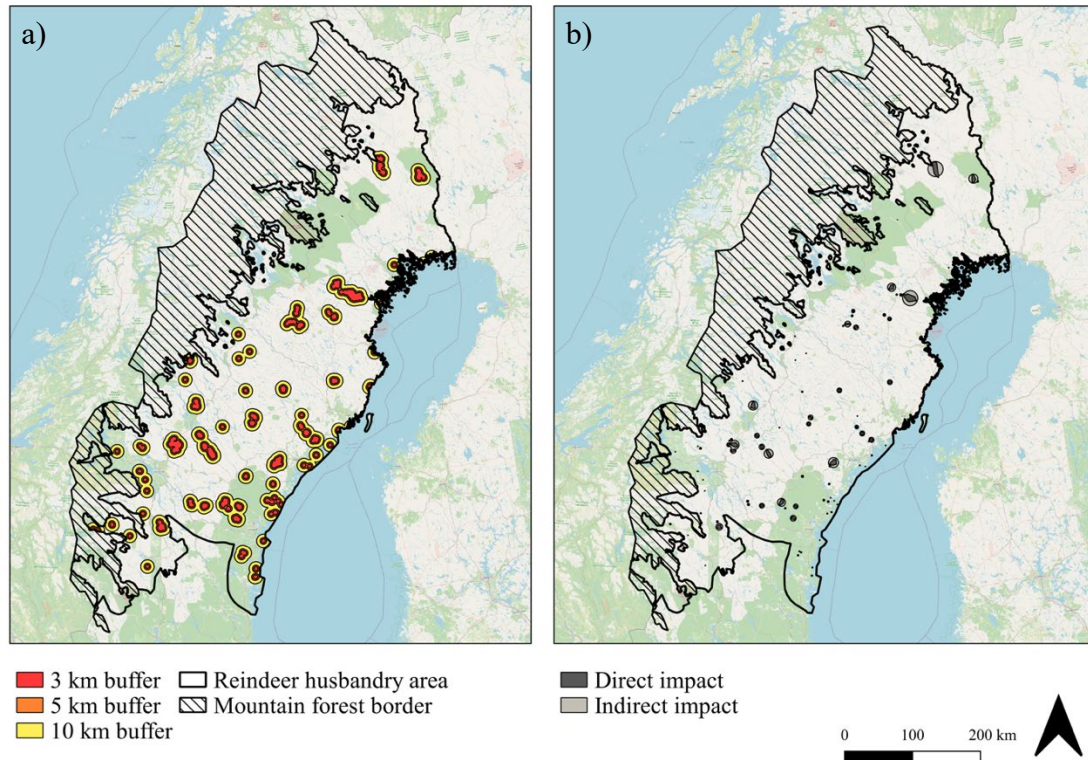 a)
b)
3 km buffer
5 km buffer
10 km buffer
Reindeer husbandry area
Mountain forest border
Direct impact
Indirect impact
0 100 200 km